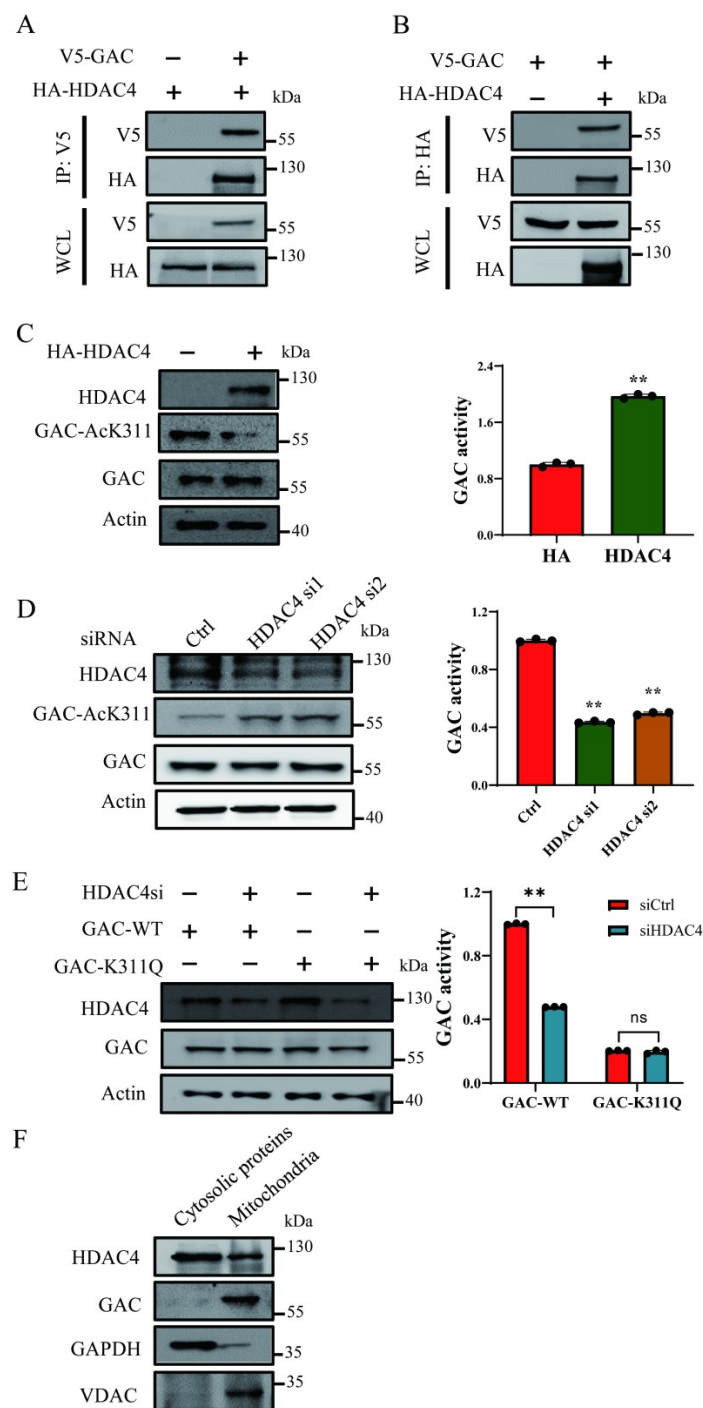 A
V5-GAC − +
HA-HDAC4 + + kDa
IP: V5
V5 55
HA 130
WCL
V5 55
HA 130
B
V5-GAC + +
HA-HDAC4 − + kDa
IP: HA
V5 55
HA 130
WCL
V5 55
HA 130
C
HA-HDAC4 − + kDa
HDAC4 130
GAC-AcK311 55
GAC 55
Actin 40
GAC activity
2.4
1.6
0.8
0.0
**
HA HDAC4
D
siRNA Ctrl HDAC4 si1 HDAC4 si2 kDa
HDAC4 130
GAC-AcK311 55
GAC 55
Actin 40
GAC activity
1.2
0.8
0.4
0.0
** **
Ctrl HDAC4 si1 HDAC4 si2
E
HDAC4si − + − +
GAC-WT + + − −
GAC-K311Q − − + + kDa
HDAC4 130
GAC 55
Actin 40
GAC activity
1.2
0.8
0.4
0.0
**
ns
siCtrl
siHDAC4
GAC-WT GAC-K311Q
F
Cytosolic proteins Mitochondria kDa
HDAC4 130
GAC 55
GAPDH 35
VDAC 35